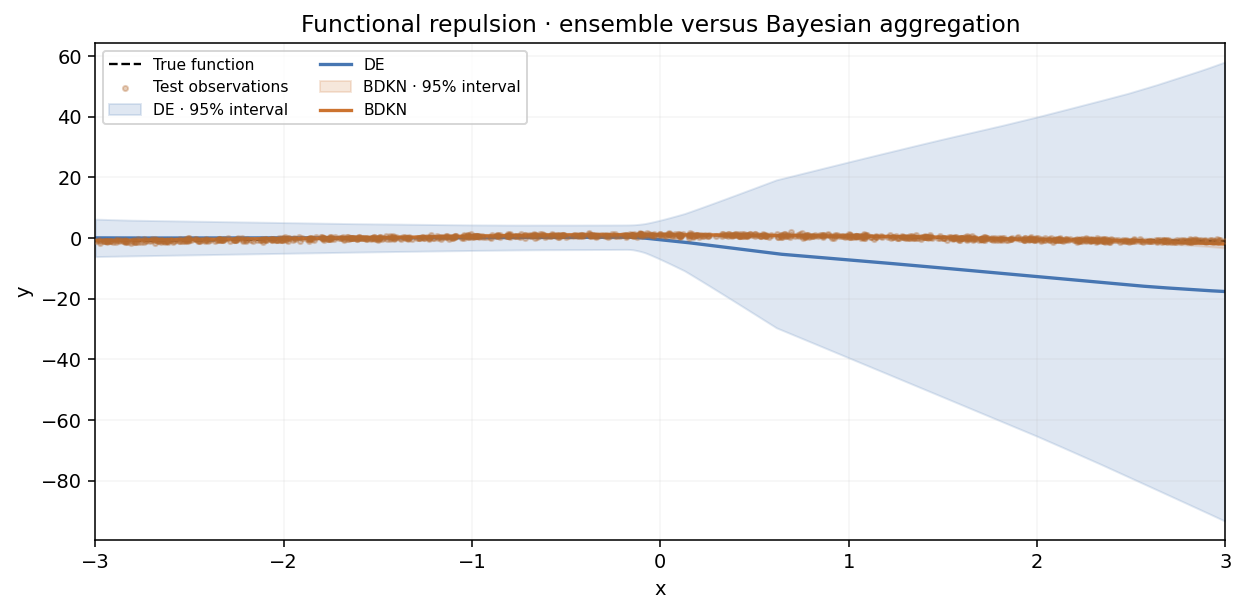 Functional repulsion · ensemble versus Bayesian aggregation
True function
Test observations
DE · 95% interval
DE
BDKN · 95% interval
BDKN
60
40
20
0
−20
−40
−60
−80
y
−3
−2
−1
0
1
2
3
x